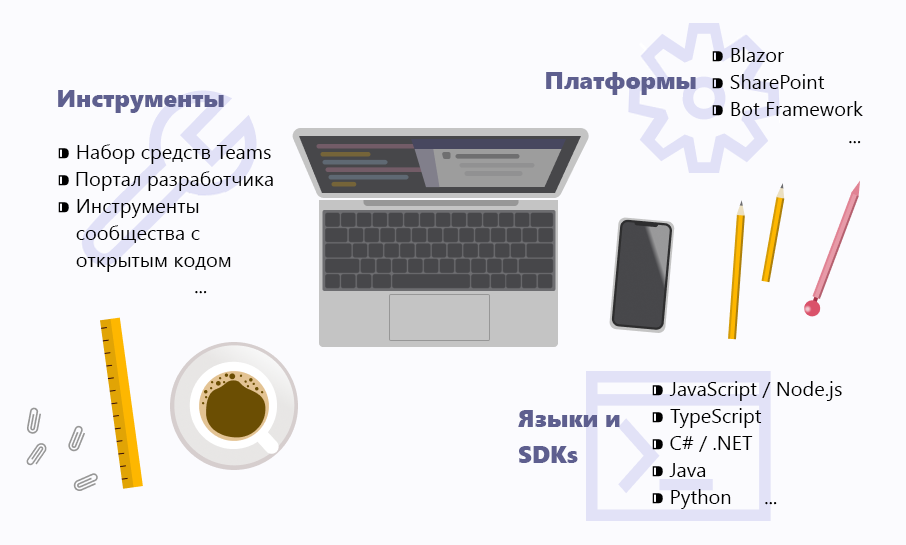 Инструменты
Набор средств Teams
Портал разработчика
Инструменты
сообщества с
открытым кодом
...
Платформы
Blazor
SharePoint
Bot Framework
...
Языки и
SDKs
JavaScript / Node.js
TypeScript
C# / .NET
Java
Python ...